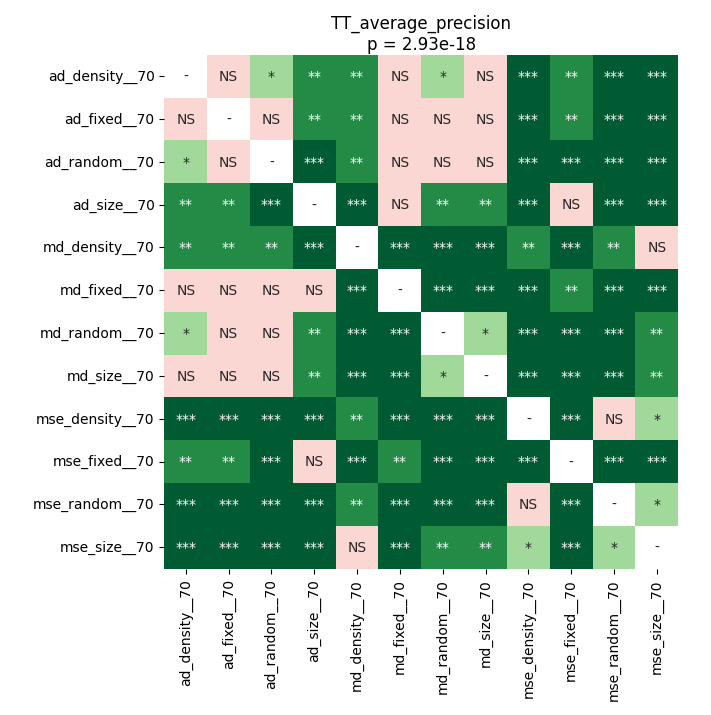 TT_average_precision
p = 2.93e-18
ad_density__70 - NS * ** ** NS * NS *** ** *** ***
ad_fixed__70 NS - NS ** ** NS NS NS *** ** *** ***
ad_random__70 * NS - *** ** NS NS NS *** *** *** ***
ad_size__70 ** ** *** - *** NS ** ** *** NS *** ***
md_density__70 ** ** ** *** - *** *** *** ** *** ** NS
md_fixed__70 NS NS NS NS *** - *** *** *** ** *** ***
md_random__70 * NS NS ** *** *** - * *** *** *** **
md_size__70 NS NS NS ** *** *** * - *** *** *** **
mse_density__70 *** *** *** *** ** *** *** *** - *** NS *
mse_fixed__70 ** ** *** NS *** ** *** *** *** - *** ***
mse_random__70 *** *** *** *** ** *** *** *** NS *** - *
mse_size__70 *** *** *** *** NS *** ** ** * *** * -
ad_density__70
ad_fixed__70
ad_random__70
ad_size__70
md_density__70
md_fixed__70
md_random__70
md_size__70
mse_density__70
mse_fixed__70
mse_random__70
mse_size__70